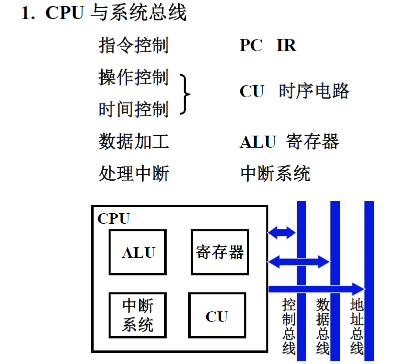 1. CPU 与系统总线
指令控制 PC IR
操作控制
时间控制
CU 时序电路
数据加工 ALU 寄存器
处理中断 中断系统
CPU
ALU
寄存器
中断
系统
CU
控制总线
数据总线
地址总线